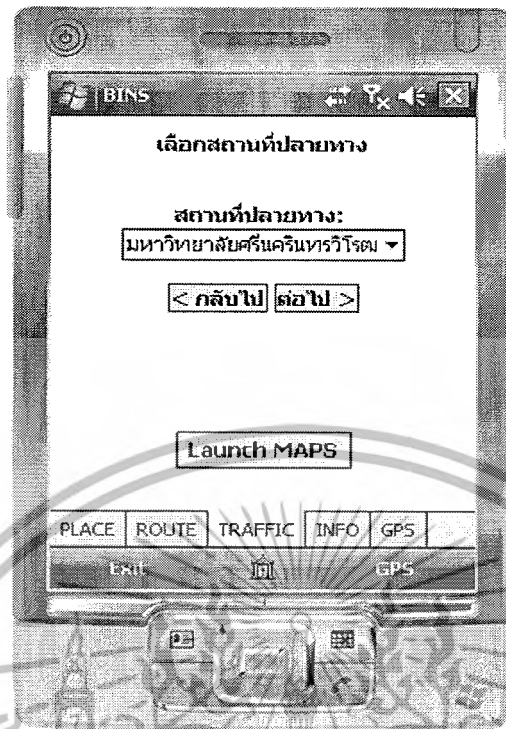 BINS
เลือกสถานที่ปลายทาง
สถานที่ปลายทาง:
มหาวิทยาลัยศรีนครินทรวิโรฒ
< กลับไป ต่อไป >
Launch MAPS
PLACE ROUTE TRAFFIC INFO GPS
Exit GPS